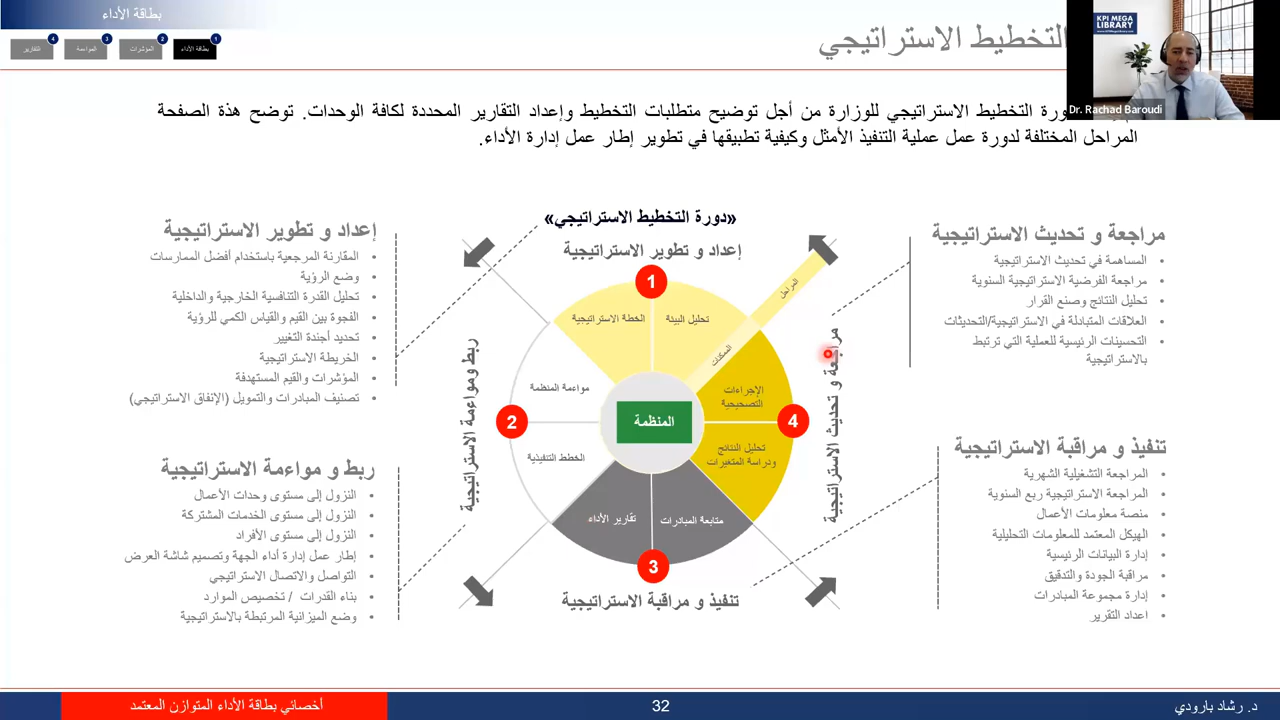 بطاقة الأداء
1
بطاقة الأداء
2
المؤشرات
3
المواءمة
4
التقارير
التخطيط الاستراتيجي
KPI MEGA
LIBRARY
Dr. Rachad Baroudi
التخطيط الاستراتيجي للوزارة من أجل توضيح متطلبات التخطيط وإعداد التقارير المحددة لكافة الوحدات. توضح هذة الصفحة
المراحل المختلفة لدورة عمل عملية التنفيذ الأمثل وكيفية تطبيقها في تطوير إطار عمل إدارة الأداء.
«دورة التخطيط الاستراتيجي»
إعداد و تطوير الاستراتيجية
1
تحليل البيئة
الخطة الاستراتيجية
المراحل
الممكنات
ربط ومواءمة الاستراتيجية
2
مواءمة المنظمة
الخطط التنفيذية
المنظمة
3
متابعة المبادرات
تقارير الأداء
تنفيذ و مراقبة الاستراتيجية
4
الإجراءات
التصحيحية
تحليل النتائج
ودراسة المتغيرات
مراجعة و تحديث الاستراتيجية
مراجعة و تحديث الاستراتيجية
• المساهمة في تحديث الاستراتيجية
• مراجعة الفرضية الاستراتيجية السنوية
• تحليل النتائج وصنع القرار
• العلاقات المتبادلة في الاستراتيجية/التحديثات
• التحسينات الرئيسية للعملية التي ترتبط
بالاستراتيجية
تنفيذ و مراقبة الاستراتيجية
• المراجعة التشغيلية الشهرية
• المراجعة الاستراتيجية ربع السنوية
• منصة معلومات الأعمال
• الهيكل المعتمد للمعلومات التحليلية
• إدارة البيانات الرئيسية
• مراقبة الجودة والتدقيق
• إدارة مجموعة المبادرات
• اعداد التقرير
إعداد و تطوير الاستراتيجية
• المقارنة المرجعية باستخدام أفضل الممارسات
• وضع الرؤية
• تحليل القدرة التنافسية الخارجية والداخلية
• الفجوة بين القيم والقياس الكمي للرؤية
• تحديد أجندة التغيير
• الخريطة الاستراتيجية
• المؤشرات والقيم المستهدفة
• تصنيف المبادرات والتمويل (الإنفاق الاستراتيجي)
ربط و مواءمة الاستراتيجية
• النزول إلى مستوى وحدات الأعمال
• النزول إلى مستوى الخدمات المشتركة
• النزول إلى مستوى الأفراد
• إطار عمل إدارة أداء الجهة وتصميم شاشة العرض
• التواصل والاتصال الاستراتيجي
• بناء القدرات / تخصيص الموارد
• وضع الميزانية المرتبطة بالاستراتيجية
د. رشاد بارودي
32
أخصائي بطاقة الأداء المتوازن المعتمد